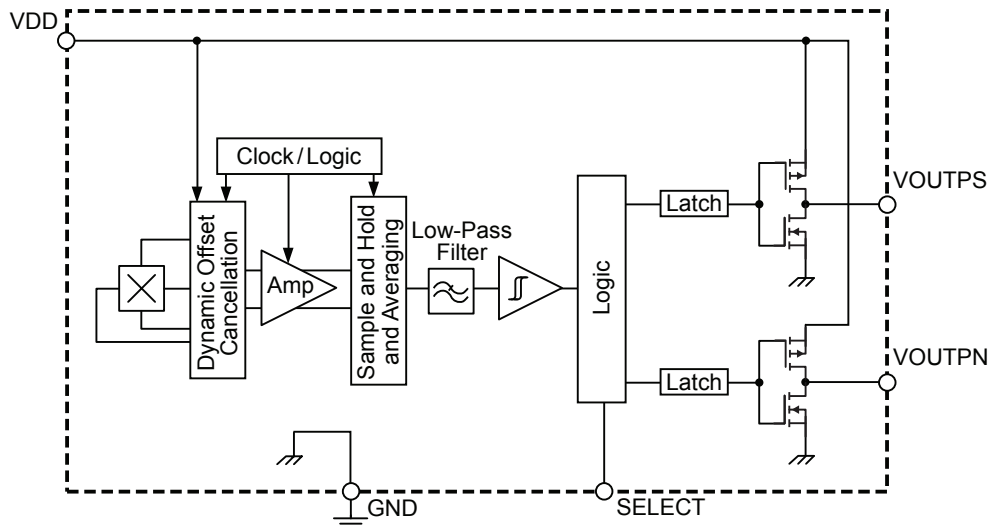 VDD
Clock/Logic
VOUTPS
Latch
Low-Pass
Filter
Dynamic Offset
Cancellation
Amp
Sample and Hold
and Averaging
Logic
VOUTPN
Latch
GND
SELECT